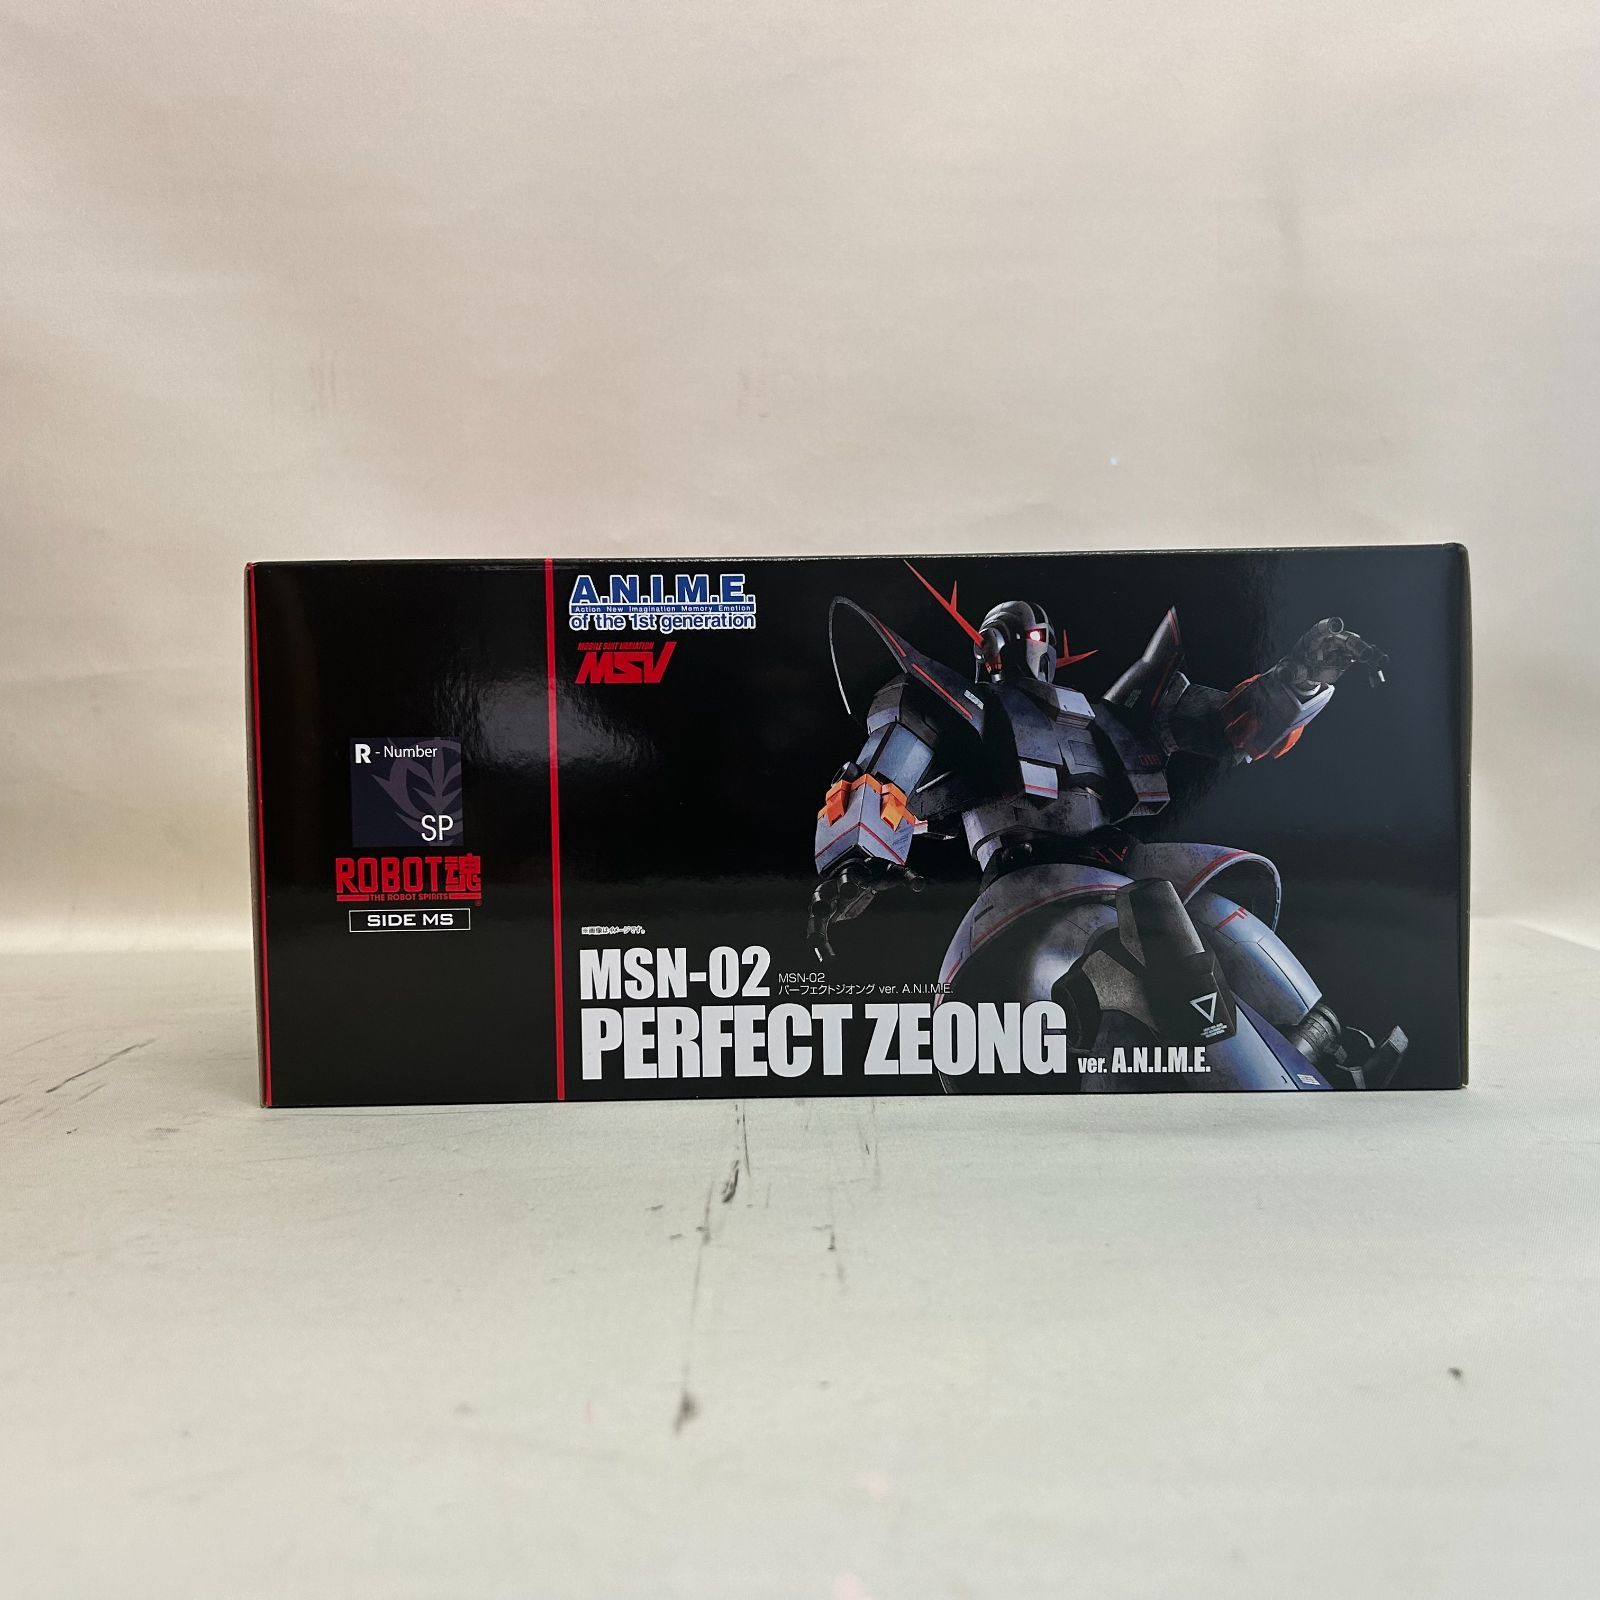 A.N.I.M.E.
Action New Imagination Memory Emotion
of the 1st generation
MOBILE SUIT VARIATION
MSV
R - Number
SP
ROBOT魂
THE ROBOT SPIRITS
SIDE MS
※画像はイメージです。
MSN-02
MSN-02
パーフェクトジオング ver. A.N.I.M.E.
PERFECT ZEONG ver. A.N.I.M.E.